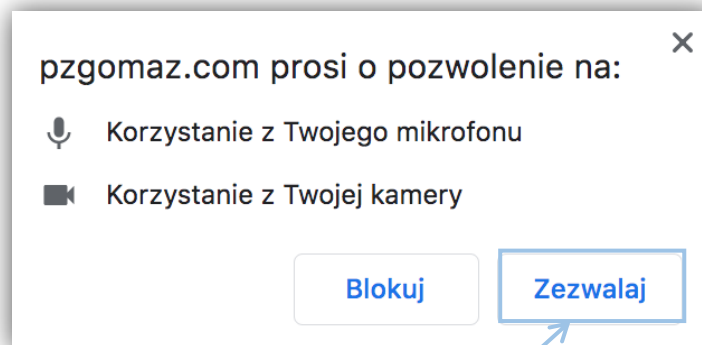 pzgomaz.com prosi o pozwolenie na:
Korzystanie z Twojego mikrofonu
Korzystanie z Twojej kamery
Blokuj
Zezwalaj